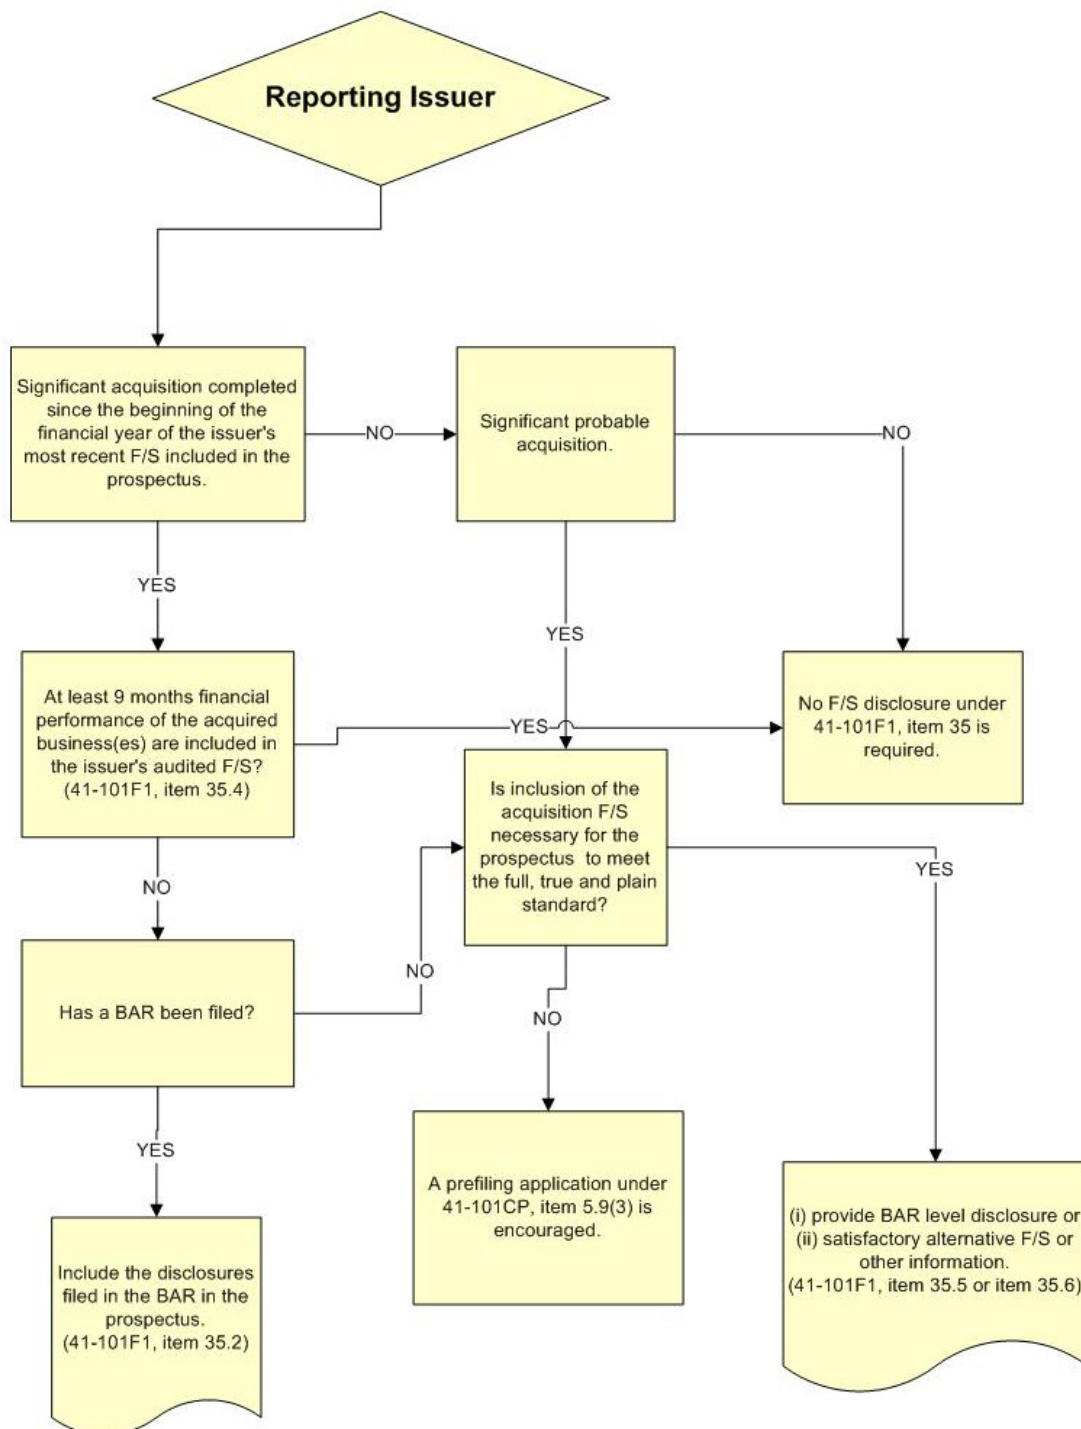 Reporting Issuer
Significant acquisition completed
since the beginning of the
financial year of the issuer's
most recent F/S included in the
prospectus.
NO
Significant probable
acquisition.
NO
YES
YES
At least 9 months financial
performance of the acquired
business(es) are included in
the issuer's audited F/S?
(41-101F1, item 35.4)
YES
No F/S disclosure under
41-101F1, item 35 is
required.
Is inclusion of the
acquisition F/S
necessary for the
prospectus to meet
the full, true and plain
standard?
YES
NO
Has a BAR been filed?
NO
NO
YES
A prefiling application under
41-101CP, item 5.9(3) is
encouraged.
(i) provide BAR level disclosure or
(ii) satisfactory alternative F/S or
other information.
(41-101F1, item 35.5 or item 35.6)
Include the disclosures
filed in the BAR in the
prospectus.
(41-101F1, item 35.2)